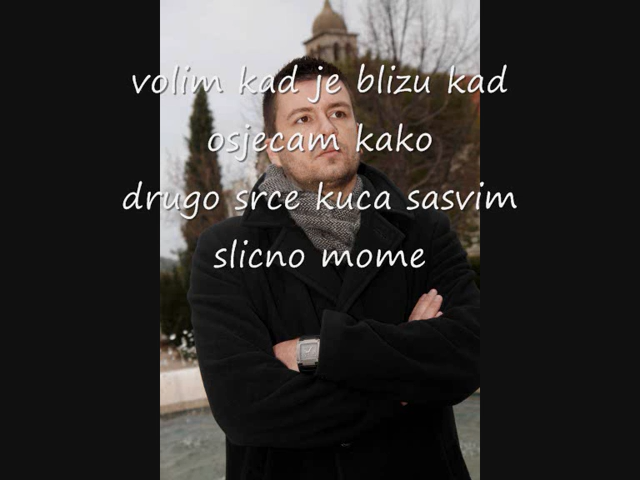 volim kad je blizu kad
osjecam kako
drugo srce kuca sasvim
slicno mome